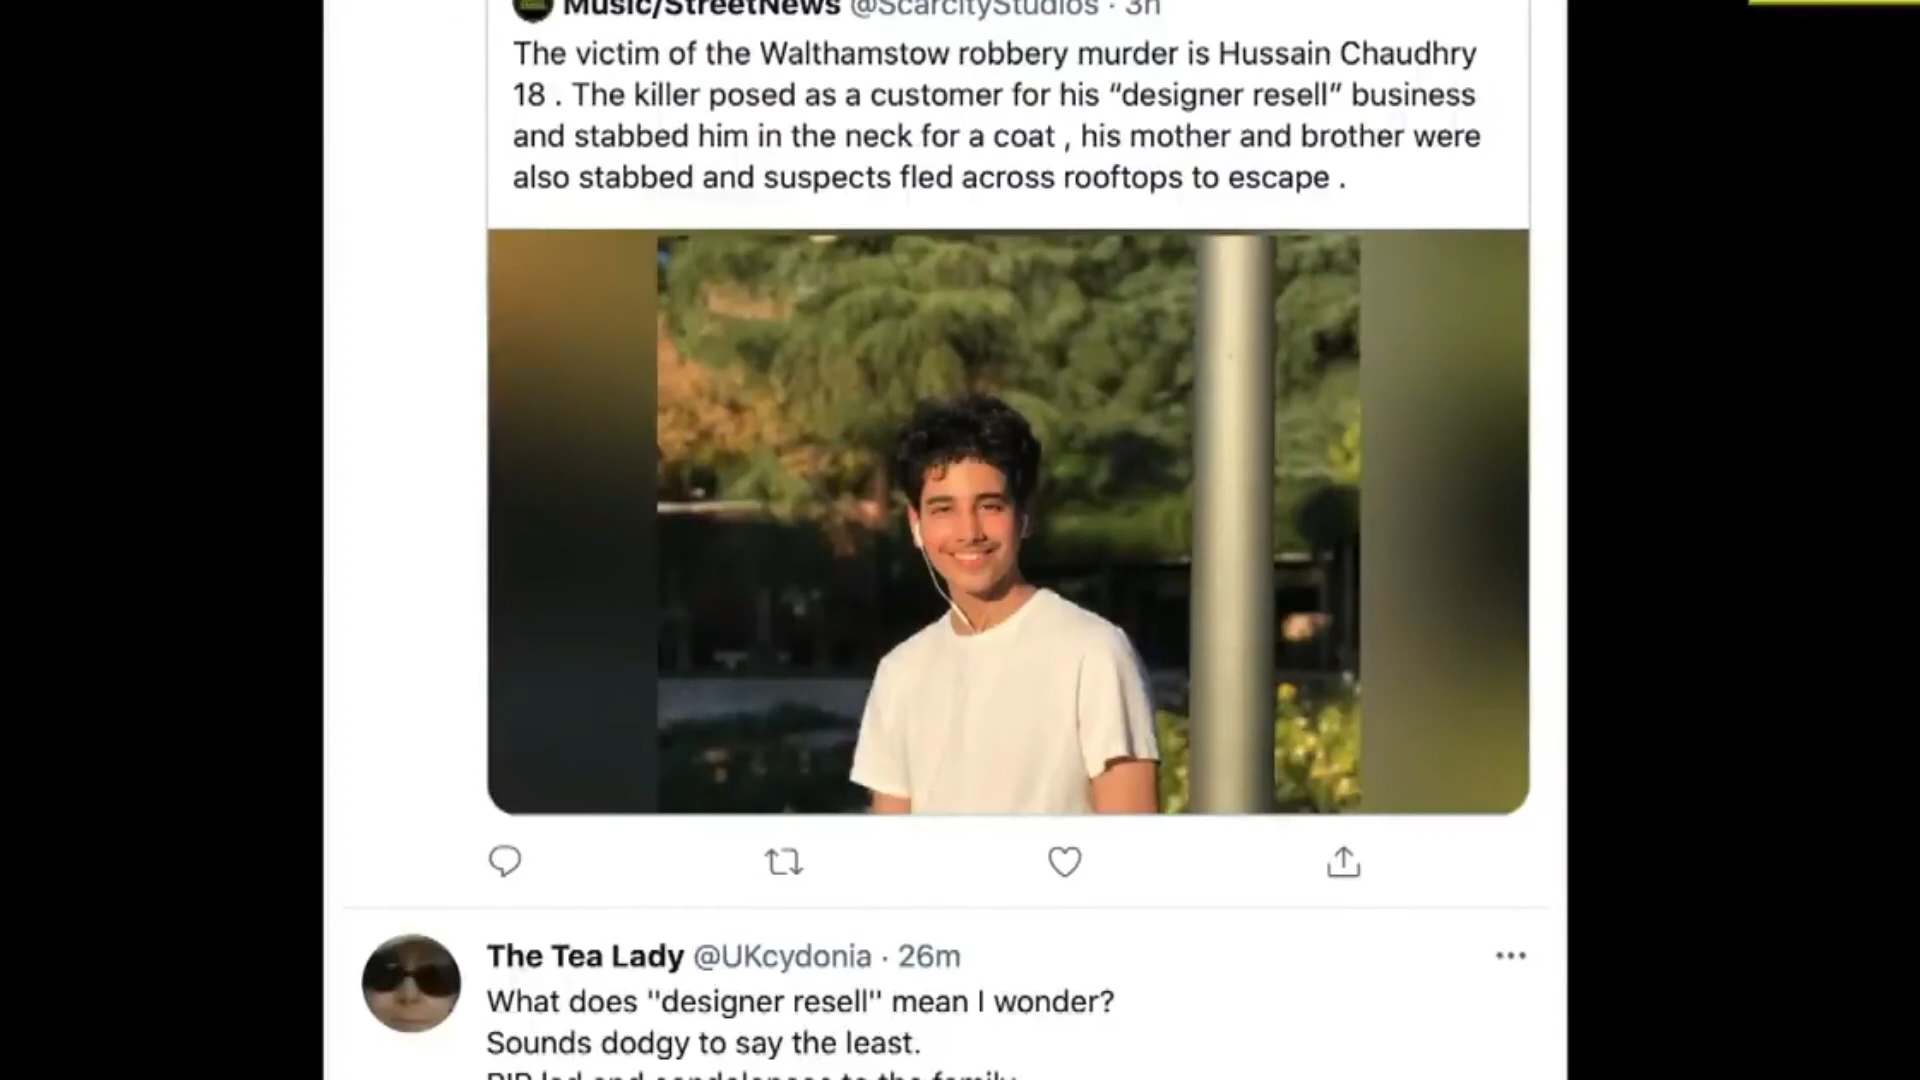 Music/StreetNews @ScarcityStudios · 3h
The victim of the Walthamstow robbery murder is Hussain Chaudhry
18 . The killer posed as a customer for his “designer resell” business
and stabbed him in the neck for a coat , his mother and brother were
also stabbed and suspects fled across rooftops to escape .
The Tea Lady @UKcydonia · 26m
What does "designer resell" mean I wonder?
Sounds dodgy to say the least.
RIP lad and condolences to the family